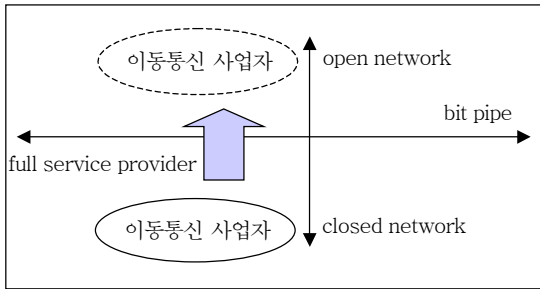 이동통신 사업자
open network
bit pipe
full service provider
이동통신 사업자
closed network